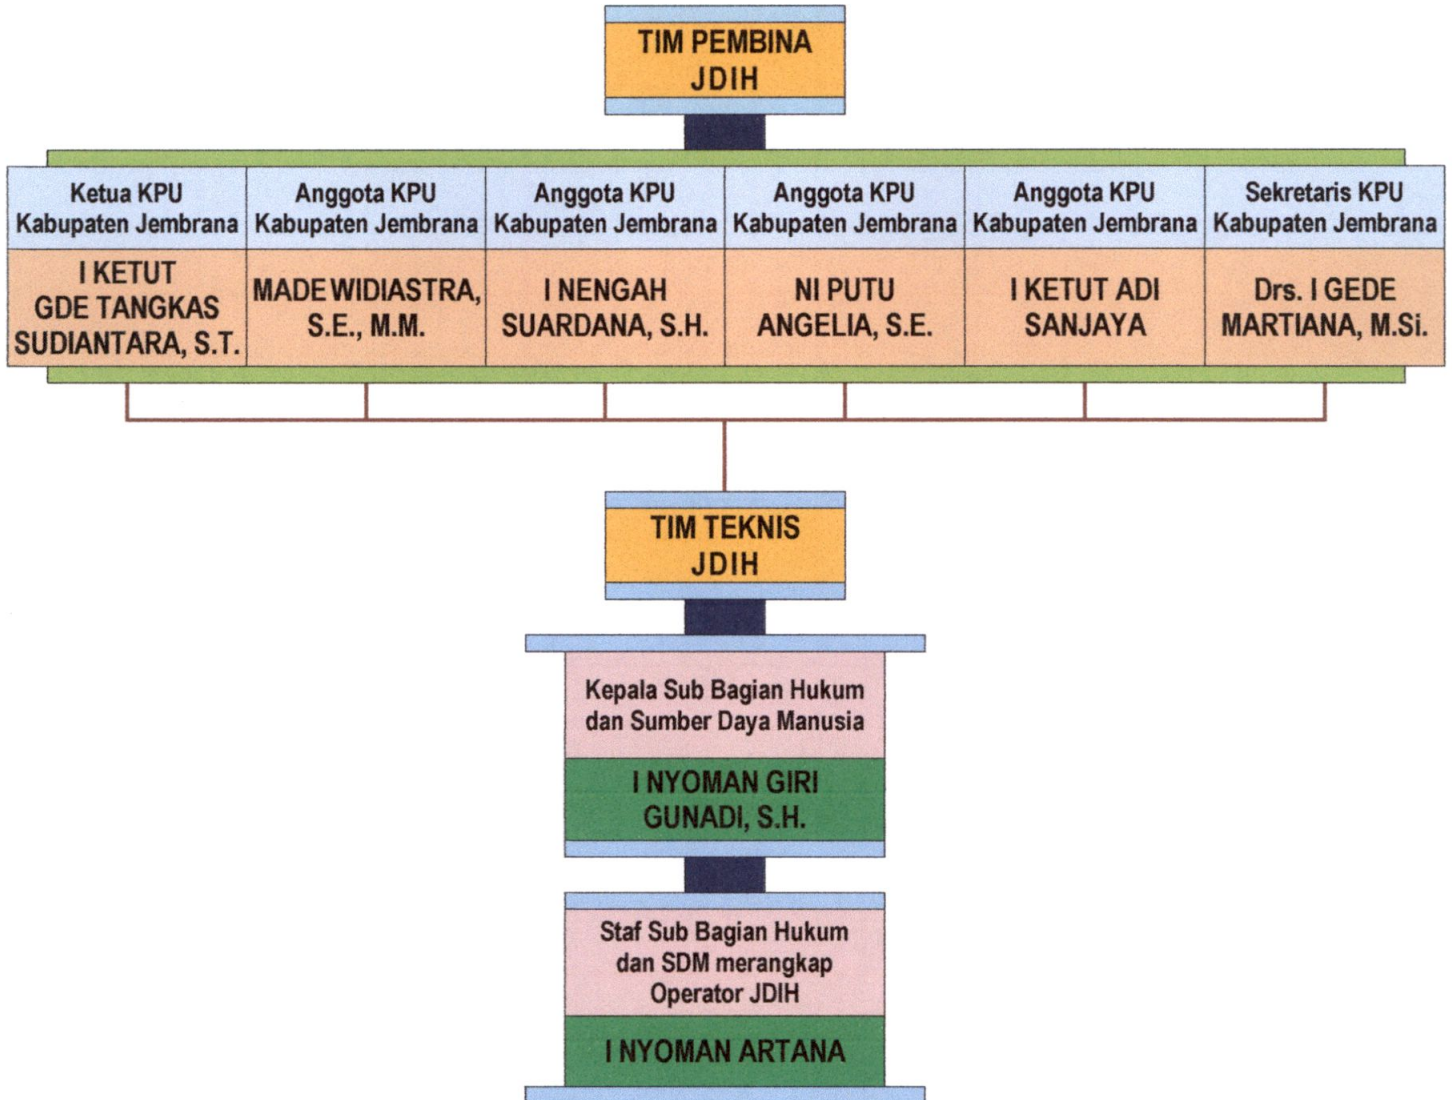 TIM PEMBINA
JDIH
Ketua KPU
Kabupaten Jembrana
I KETUT
GDE TANGKAS
SUDIANTARA, S.T.
Anggota KPU
Kabupaten Jembrana
MADE WIDIASTRA,
S.E., M.M.
Anggota KPU
Kabupaten Jembrana
I NENGAH
SUARDANA, S.H.
Anggota KPU
Kabupaten Jembrana
NI PUTU
ANGELIA, S.E.
Anggota KPU
Kabupaten Jembrana
I KETUT ADI
SANJAYA
Sekretaris KPU
Kabupaten Jembrana
Drs. I GEDE
MARTIANA, M.Si.
TIM TEKNIS
JDIH
Kepala Sub Bagian Hukum
dan Sumber Daya Manusia
I NYOMAN GIRI
GUNADI, S.H.
Staf Sub Bagian Hukum
dan SDM merangkap
Operator JDIH
I NYOMAN ARTANA